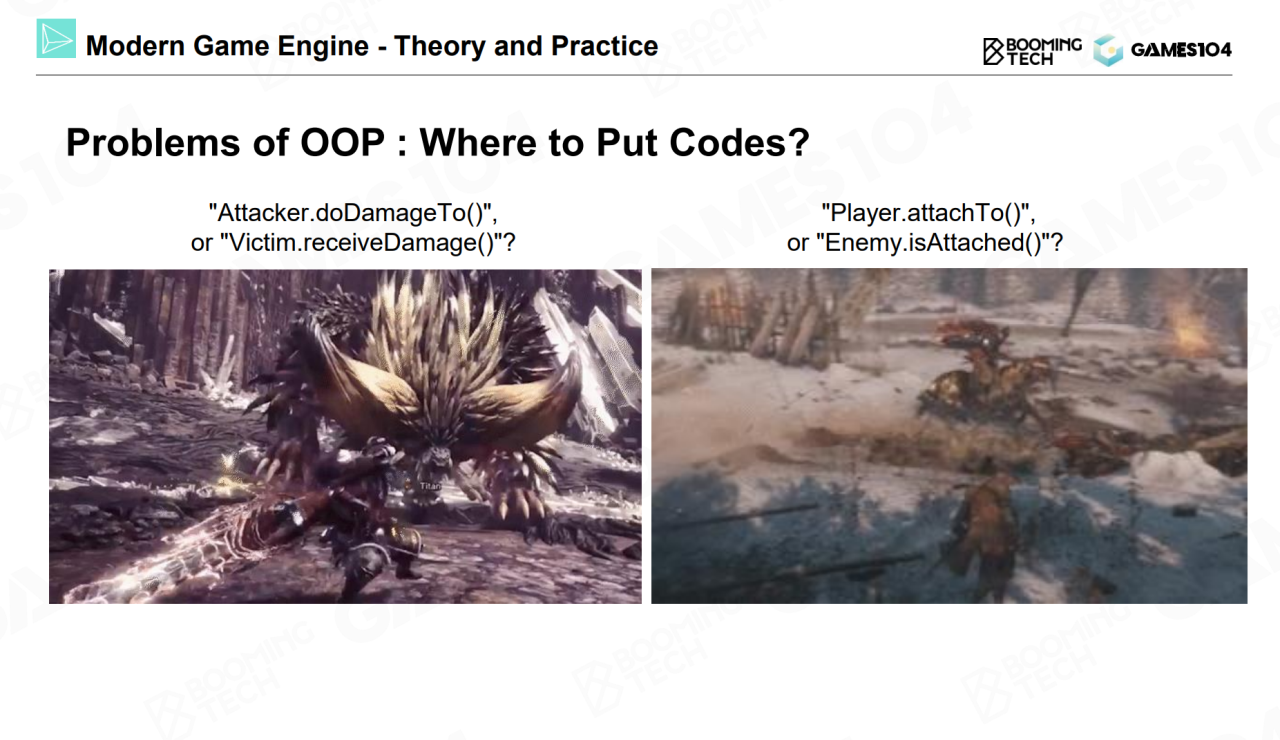 Modern Game Engine - Theory and Practice
BOOMING
TECH
GAMES104
Problems of OOP : Where to Put Codes?
"Attacker.doDamageTo()",
or "Victim.receiveDamage()"?
"Player.attachTo()",
or "Enemy.isAttached()"?
Titan